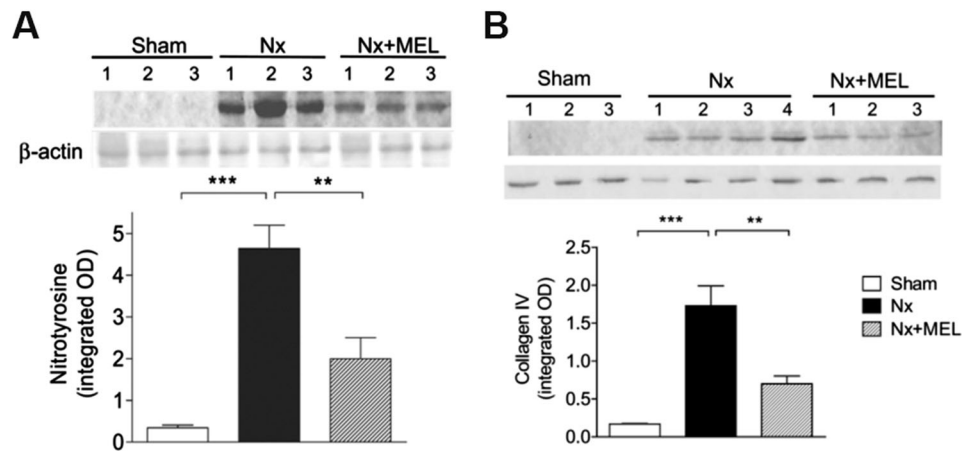 A
Sham Nx Nx+MEL
1 2 3 1 2 3 1 2 3
β-actin
*** **
Nitrotyrosine
(integrated OD)
5
4
3
2
1
0
B
Sham Nx Nx+MEL
1 2 3 1 2 3 4 1 2 3
*** **
Collagen IV
(integrated OD)
2.5
2.0
1.5
1.0
0.5
0.0
Sham
Nx
Nx+MEL